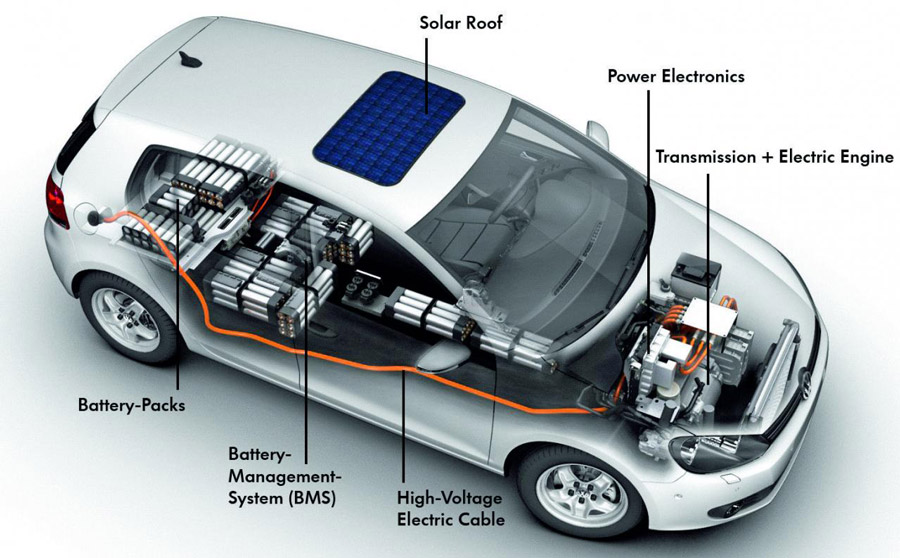 Solar Roof
Power Electronics
Transmission + Electric Engine
Battery-Packs
Battery-
Management-
System (BMS)
High-Voltage
Electric Cable